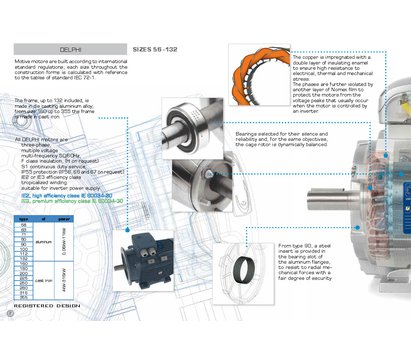 DELPHI
SIZES 56-132
Motive motors are built according to international
standard regulations; each size throughout the
construction forms is calculated with reference
to the tables of standard IEC 72-1.
The frame, up to 132 included, is
made in die casting aluminium alloy,
from size 160 up to 355 the frame
is made in cast iron.
All DELPHI motors are:
three-phase,
multiple voltage
multi-frequency 50/60Hz,
F class insulation, (H on request)
S1 continuous duty service,
IP55 protection (IP56, 66 and 67 on request)
IE2 or IE3 efficiency class
tropicalized winding
suitable for inverter power supply
IE2, high efficiency class IE 60034-30
IE3, premium efficiency class IE 60034-30
type
power
56
63
71
80
90
100
112
132
160
180
200
225
250
280
315
355
aluminium
cast iron
REGISTERED DESIGN
The copper is impregnated with a
double layer of insulating enamel
to ensure high resistance to
electrical, thermal and mechanical
stress.
The phases are further isolated by
another layer of Nomex film to
protect the motors from the
voltage peaks that usually occur
when the motor is controlled by
an inverter.
Bearings selected for their silence and
reliability and, for the same objectives,
the cage rotor is dynamically balanced.
From type 90, a steel
insert is provided in
the bearing slot of
the aluminum flanges,
to resist to radial me-
chanical forces with a
fair degree of security